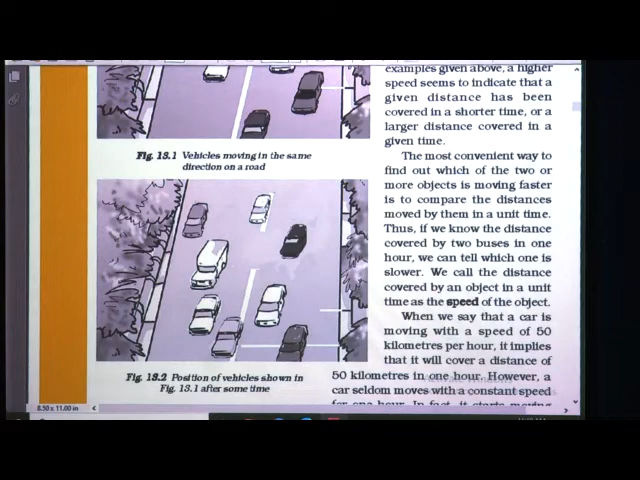 examples given above, a higher
speed seems to indicate that a
given distance has been
covered in a shorter time, or a
larger distance covered in a
given time.
Fig. 13.1 Vehicles moving in the same
direction on a road
The most convenient way to
find out which of the two or
more objects is moving faster
is to compare the distances
moved by them in a unit time.
Thus, if we know the distance
covered by two buses in one
hour, we can tell which one is
slower. We call the distance
covered by an object in a unit
time as the speed of the object.
When we say that a car is
moving with a speed of 50
kilometres per hour, it implies
that it will cover a distance of
Fig. 13.2 Position of vehicles shown in
Fig. 13.1 after some time
50 kilometres in one hour. However, a
car seldom moves with a constant speed
for one hour. In fact, it starts moving
8.50 x 11.00 in